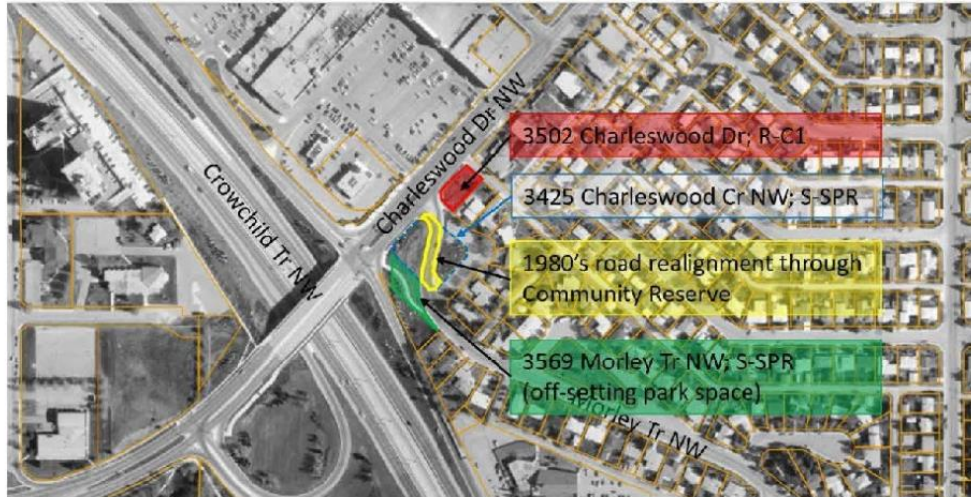 Charleswood Dr NW
3502 Charleswood Dr; R-C1
Crowchild Tr NW
3425 Charleswood Cr NW; S-SPR
1980's road realignment through
Community Reserve
3569 Morley Tr NW; S-SPR
(off-setting park space)
Morley Tr NW